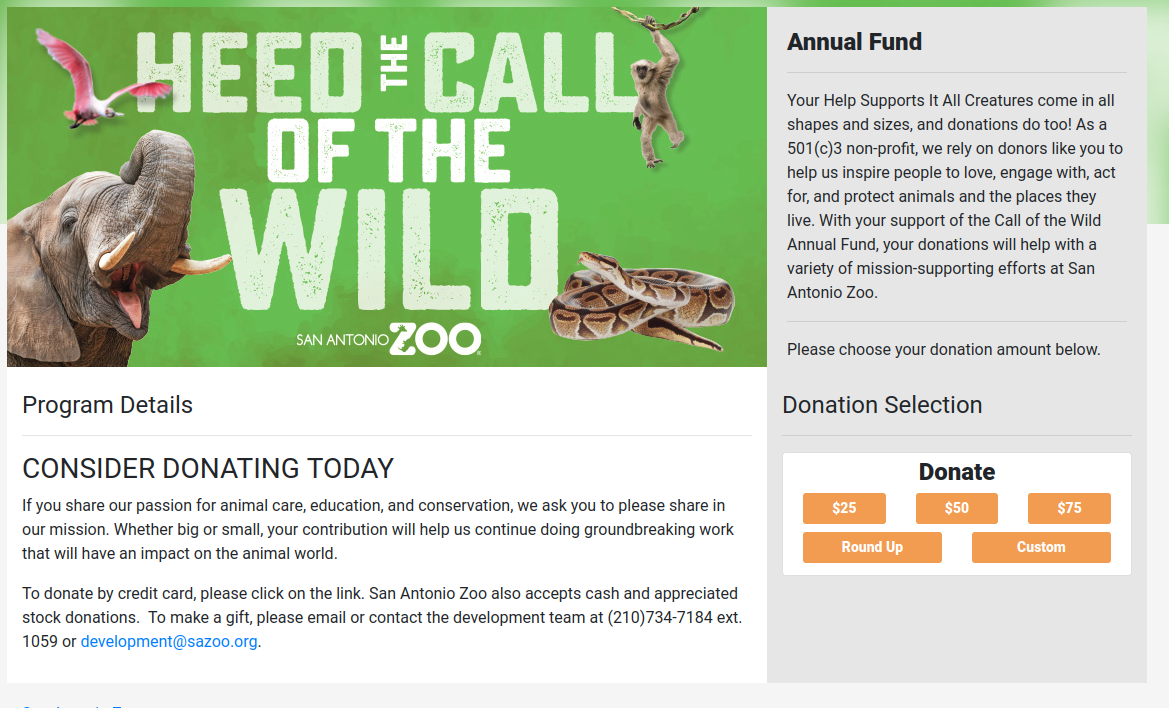 HEED THE CALL
OF THE
WILD
SAN ANTONIO ZOO
Annual Fund
Your Help Supports It All Creatures come in all
shapes and sizes, and donations do too! As a
501(c)3 non-profit, we rely on donors like you to
help us inspire people to love, engage with, act
for, and protect animals and the places they
live. With your support of the Call of the Wild
Annual Fund, your donations will help with a
variety of mission-supporting efforts at San
Antonio Zoo.
Please choose your donation amount below.
Program Details
CONSIDER DONATING TODAY
If you share our passion for animal care, education, and conservation, we ask you to please share in
our mission. Whether big or small, your contribution will help us continue doing groundbreaking work
that will have an impact on the animal world.
To donate by credit card, please click on the link. San Antonio Zoo also accepts cash and appreciated
stock donations.  To make a gift, please email or contact the development team at (210)734-7184 ext.
1059 or development@sazoo.org.
Donation Selection
Donate
$25 $50 $75
Round Up Custom